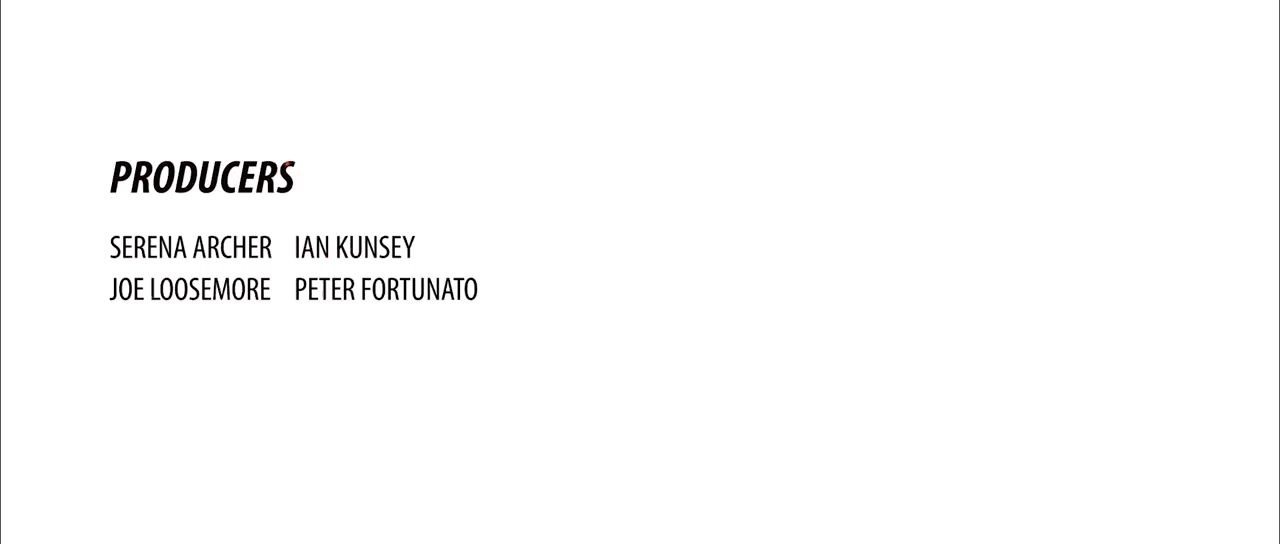 PRODUCERS
SERENA ARCHER IAN KUNSEY
JOE LOOSEMORE PETER FORTUNATO